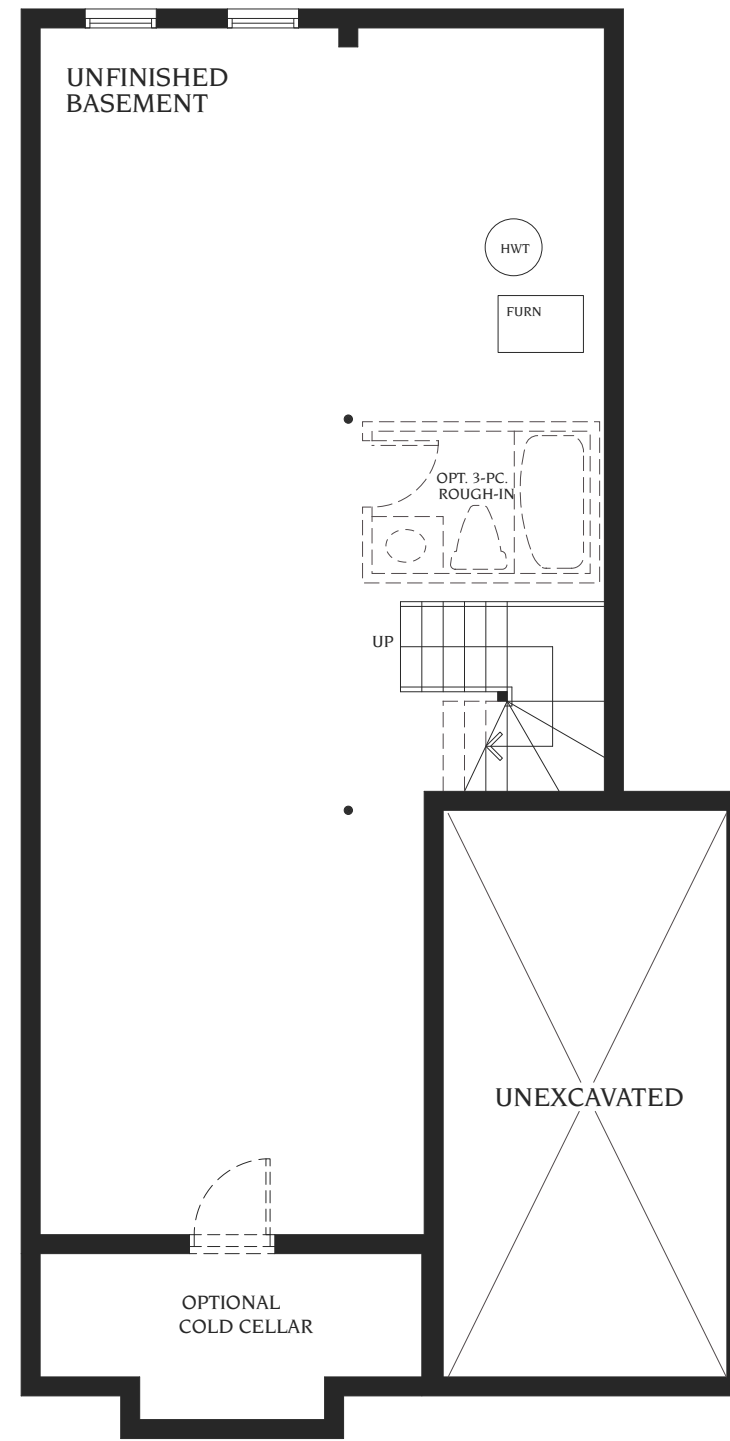 UNFINISHED
BASEMENT
HWT
FURN
OPT. 3-PC.
ROUGH-IN
UP
UNEXCAVATED
OPTIONAL
COLD CELLAR